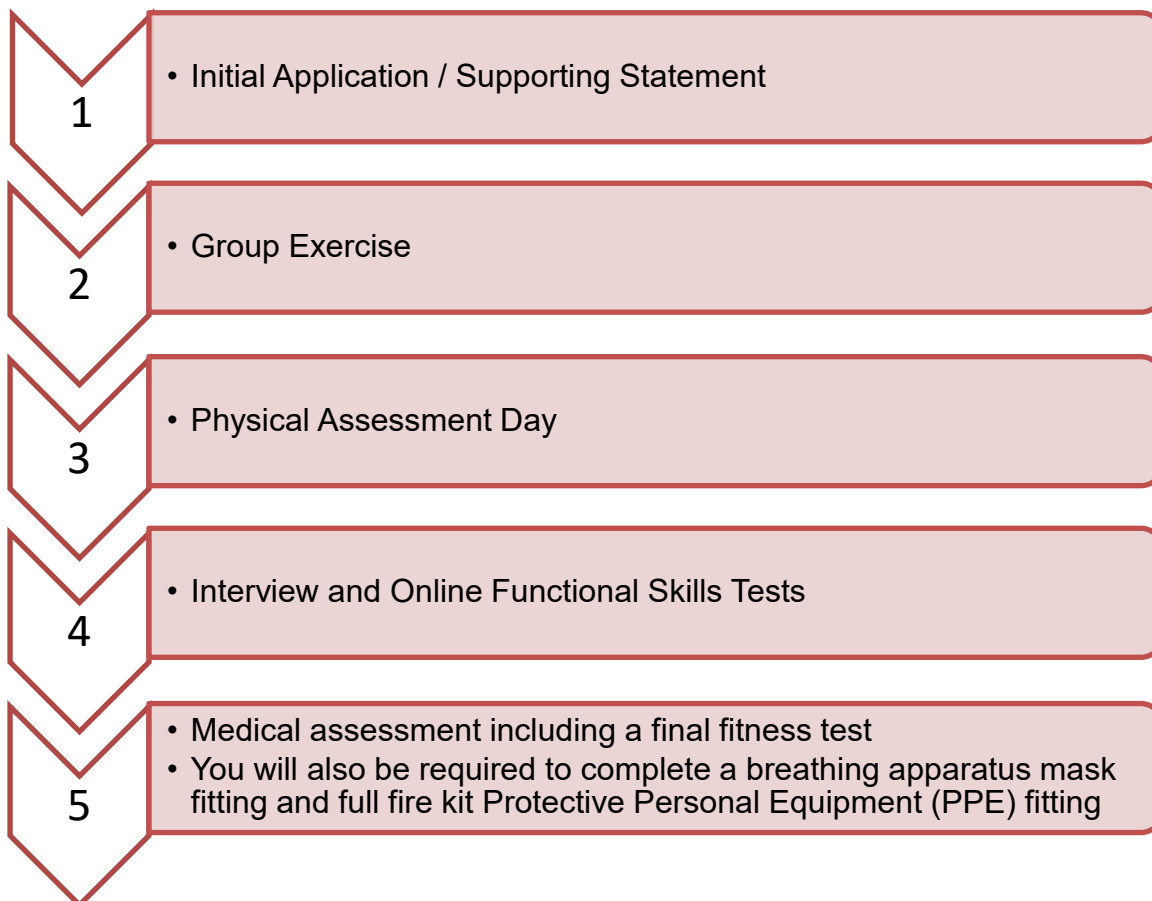 1
• Initial Application / Supporting Statement
2
• Group Exercise
3
• Physical Assessment Day
4
• Interview and Online Functional Skills Tests
5
• Medical assessment including a final fitness test
• You will also be required to complete a breathing apparatus mask
fitting and full fire kit Protective Personal Equipment (PPE) fitting